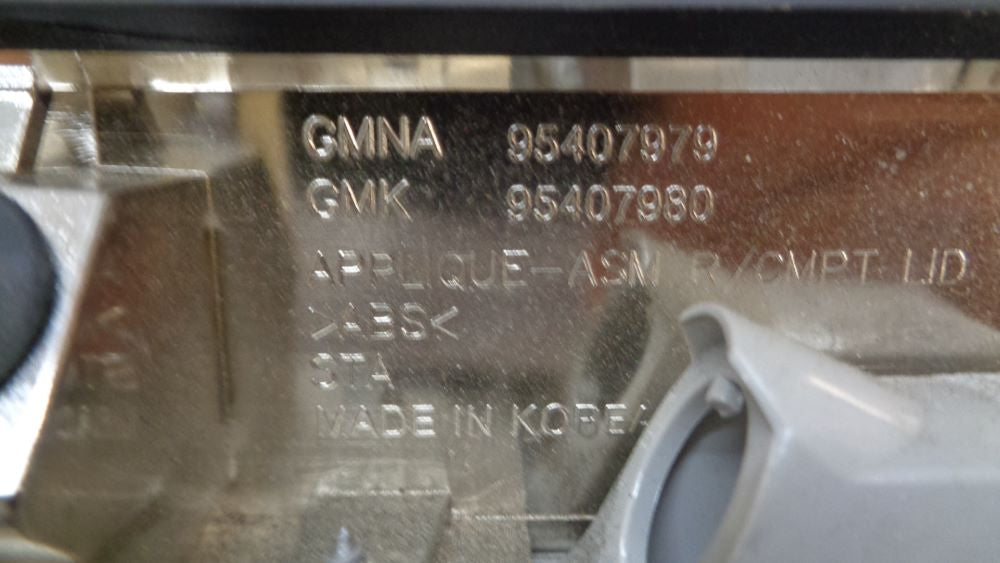 GMNA 95407979
GMK 95407980
APPLIQUE-ASM R/CMPT LID
>ABS<
STA
MADE IN KOREA